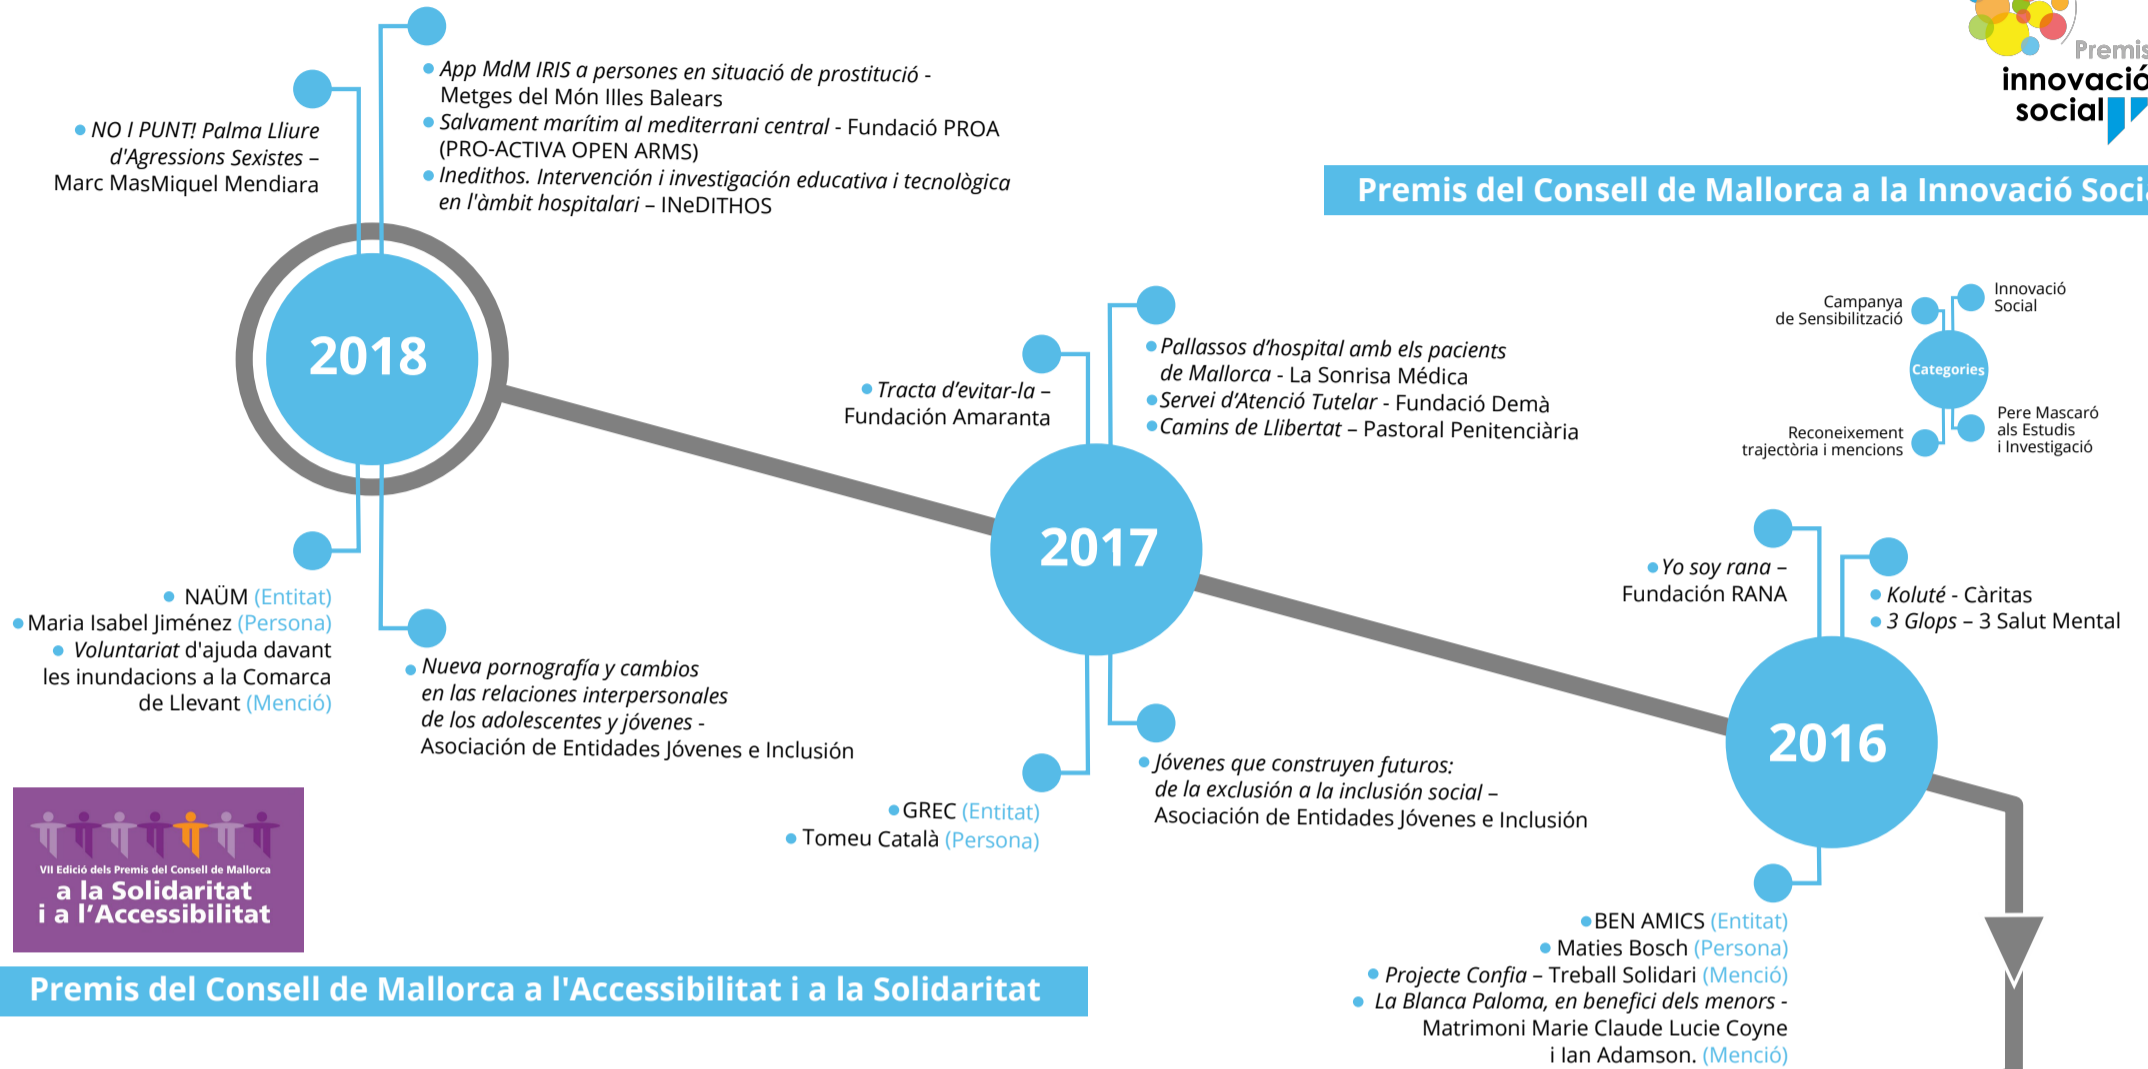 App MdM IRIS a persones en situació de prostitució -
Metges del Món Illes Balears
Salvament marítim al mediterrani central - Fundació PROA
(PRO-ACTIVA OPEN ARMS)
Inedithos. Intervención i investigación educativa i tecnològica
en l'àmbit hospitalari – INeDITHOS
NO I PUNT! Palma Lliure
d'Agressions Sexistes –
Marc MasMiquel Mendiara
2018
NAÜM (Entitat)
Maria Isabel Jiménez (Persona)
Voluntariat d'ajuda davant
les inundacions a la Comarca
de Llevant (Menció)
Nueva pornografía y cambios
en las relaciones interpersonales
de los adolescentes y jóvenes -
Asociación de Entidades Jóvenes e Inclusión
Premis
innovació
social
Premis del Consell de Mallorca a la Innovació Soci
Campanya
de Sensibilització
Innovació
Social
Categories
Reconeixement
trajectòria i mencions
Pere Mascaró
als Estudis
i Investigació
Tracta d’evitar-la –
Fundación Amaranta
Pallassos d’hospital amb els pacients
de Mallorca - La Sonrisa Médica
Servei d’Atenció Tutelar - Fundació Demà
Camins de Llibertat – Pastoral Penitenciària
2017
GREC (Entitat)
Tomeu Català (Persona)
Jóvenes que construyen futuros:
de la exclusión a la inclusión social –
Asociación de Entidades Jóvenes e Inclusión
Yo soy rana –
Fundación RANA
Koluté - Càritas
3 Glops – 3 Salut Mental
2016
BEN AMICS (Entitat)
Maties Bosch (Persona)
Projecte Confia – Treball Solidari (Menció)
La Blanca Paloma, en benefici dels menors -
Matrimoni Marie Claude Lucie Coyne
i Ian Adamson. (Menció)
VII Edició dels Premis del Consell de Mallorca
a la Solidaritat
i a l’Accessibilitat
Premis del Consell de Mallorca a l'Accessibilitat i a la Solidaritat